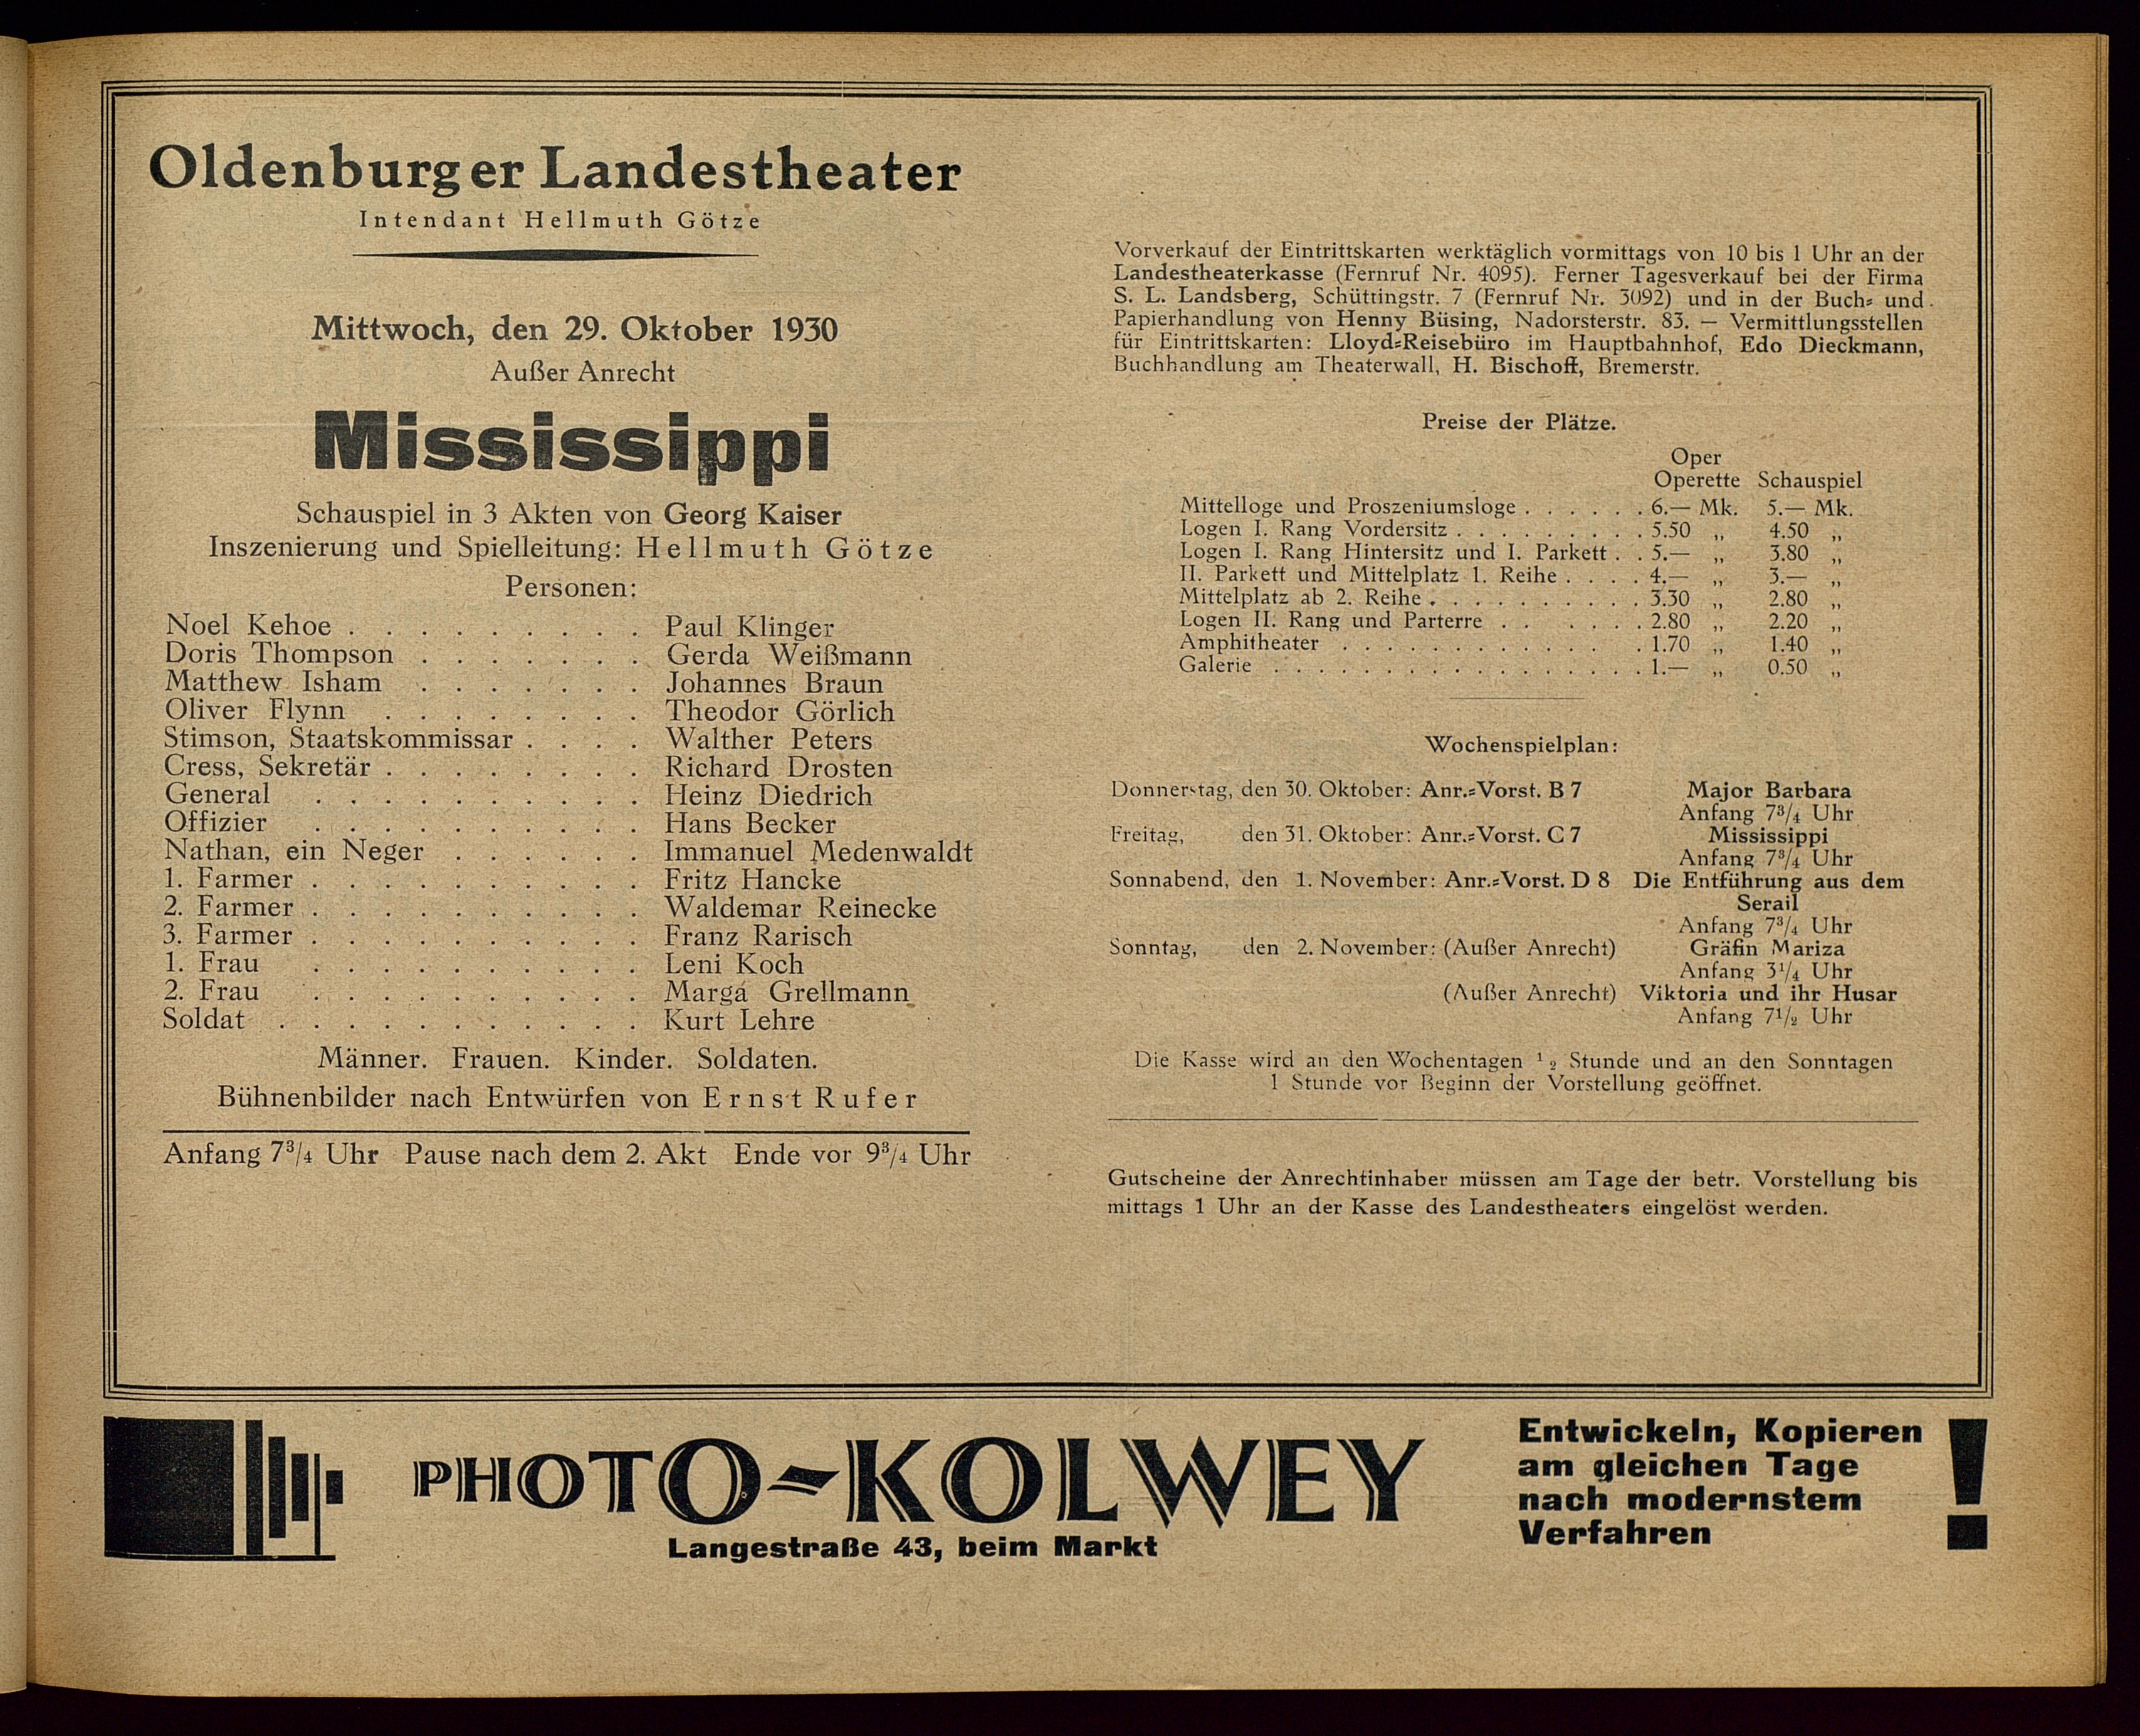 Oldenburger Landestheater
Intendant Hellmuth Götze
Mittwoch, den 29. Oktober 1930
Außer Anrecht
Mississippi
Schauspiel in 3 Akten von Georg Kaiser
Inszenierung und Spielleitung: Hellmuth Götze
Personen:
Noel Kehoe . . . . . . . . . Paul Klinger
Doris Thompson . . . . . . . Gerda Weißmann
Matthew Isham . . . . . . . Johannes Braun
Oliver Flynn . . . . . . . . Theodor Görlich
Stimson, Staatskommissar . . . . Walther Peters
Cress, Sekretär . . . . . . . . Richard Drosten
General . . . . . . . . . . Heinz Diedrich
Offizier . . . . . . . . . . Hans Becker
Nathan, ein Neger . . . . . . Immanuel Medenwaldt
1. Farmer . . . . . . . . . . Fritz Hancke
2. Farmer . . . . . . . . . . Waldemar Reinecke
3. Farmer . . . . . . . . . . Franz Rarisch
1. Frau . . . . . . . . . . Leni Koch
2. Frau . . . . . . . . . . Marga Grellmann
Soldat . . . . . . . . . . . Kurt Lehre
Männer. Frauen. Kinder. Soldaten.
Bühnenbilder nach Entwürfen von Ernst Rufer
Anfang 7³/₄ Uhr Pause nach dem 2. Akt Ende vor 9³/₄ Uhr
Vorverkauf der Eintrittskarten werktäglich vormittags von 10 bis 1 Uhr an der
Landestheaterkasse (Fernruf Nr. 4095). Ferner Tagesverkauf bei der Firma
S. L. Landsberg, Schüttingstr. 7 (Fernruf Nr. 3092) und in der Buch- und
Papierhandlung von Henny Büsing, Nadorsterstr. 83. — Vermittlungsstellen
für Eintrittskarten: Lloyd-Reisebüro im Hauptbahnhof, Edo Dieckmann,
Buchhandlung am Theaterwall, H. Bischoff, Bremerstr.
Preise der Plätze.
Oper
Operette Schauspiel
Mittelloge und Proszeniumsloge . . . . . . 6.— Mk. 5.— Mk.
Logen I. Rang Vordersitz . . . . . . . . . 5.50 „ 4.50 „
Logen I. Rang Hintersitz und I. Parkett . . 5.— „ 3.80 „
II. Parkett und Mittelplatz 1. Reihe . . . . 4.— „ 3.— „
Mittelplatz ab 2. Reihe . . . . . . . . . . 3.30 „ 2.80 „
Logen II. Rang und Parterre . . . . . . 2.80 „ 2.20 „
Amphitheater . . . . . . . . . . . . 1.70 „ 1.40 „
Galerie . . . . . . . . . . . . . . . . 1.— „ 0.50 „
Wochenspielplan:
Donnerstag, den 30. Oktober: Anr.-Vorst. B 7 Major Barbara
Anfang 7³/₄ Uhr
Freitag, den 31. Oktober: Anr.-Vorst. C 7 Mississippi
Anfang 7³/₄ Uhr
Sonnabend, den 1. November: Anr.-Vorst. D 8 Die Entführung aus dem
Serail
Anfang 7³/₄ Uhr
Sonntag, den 2. November: (Außer Anrecht) Gräfin Mariza
Anfang 3¹/₄ Uhr
(Außer Anrecht) Viktoria und ihr Husar
Anfang 7¹/₂ Uhr
Die Kasse wird an den Wochentagen ¹/₂ Stunde und an den Sonntagen
1 Stunde vor Beginn der Vorstellung geöffnet.
Gutscheine der Anrechtinhaber müssen am Tage der betr. Vorstellung bis
mittags 1 Uhr an der Kasse des Landestheaters eingelöst werden.
PHOTO-KOLWEY
Langestraße 43, beim Markt
Entwickeln, Kopieren
am gleichen Tage
nach modernstem
Verfahren !